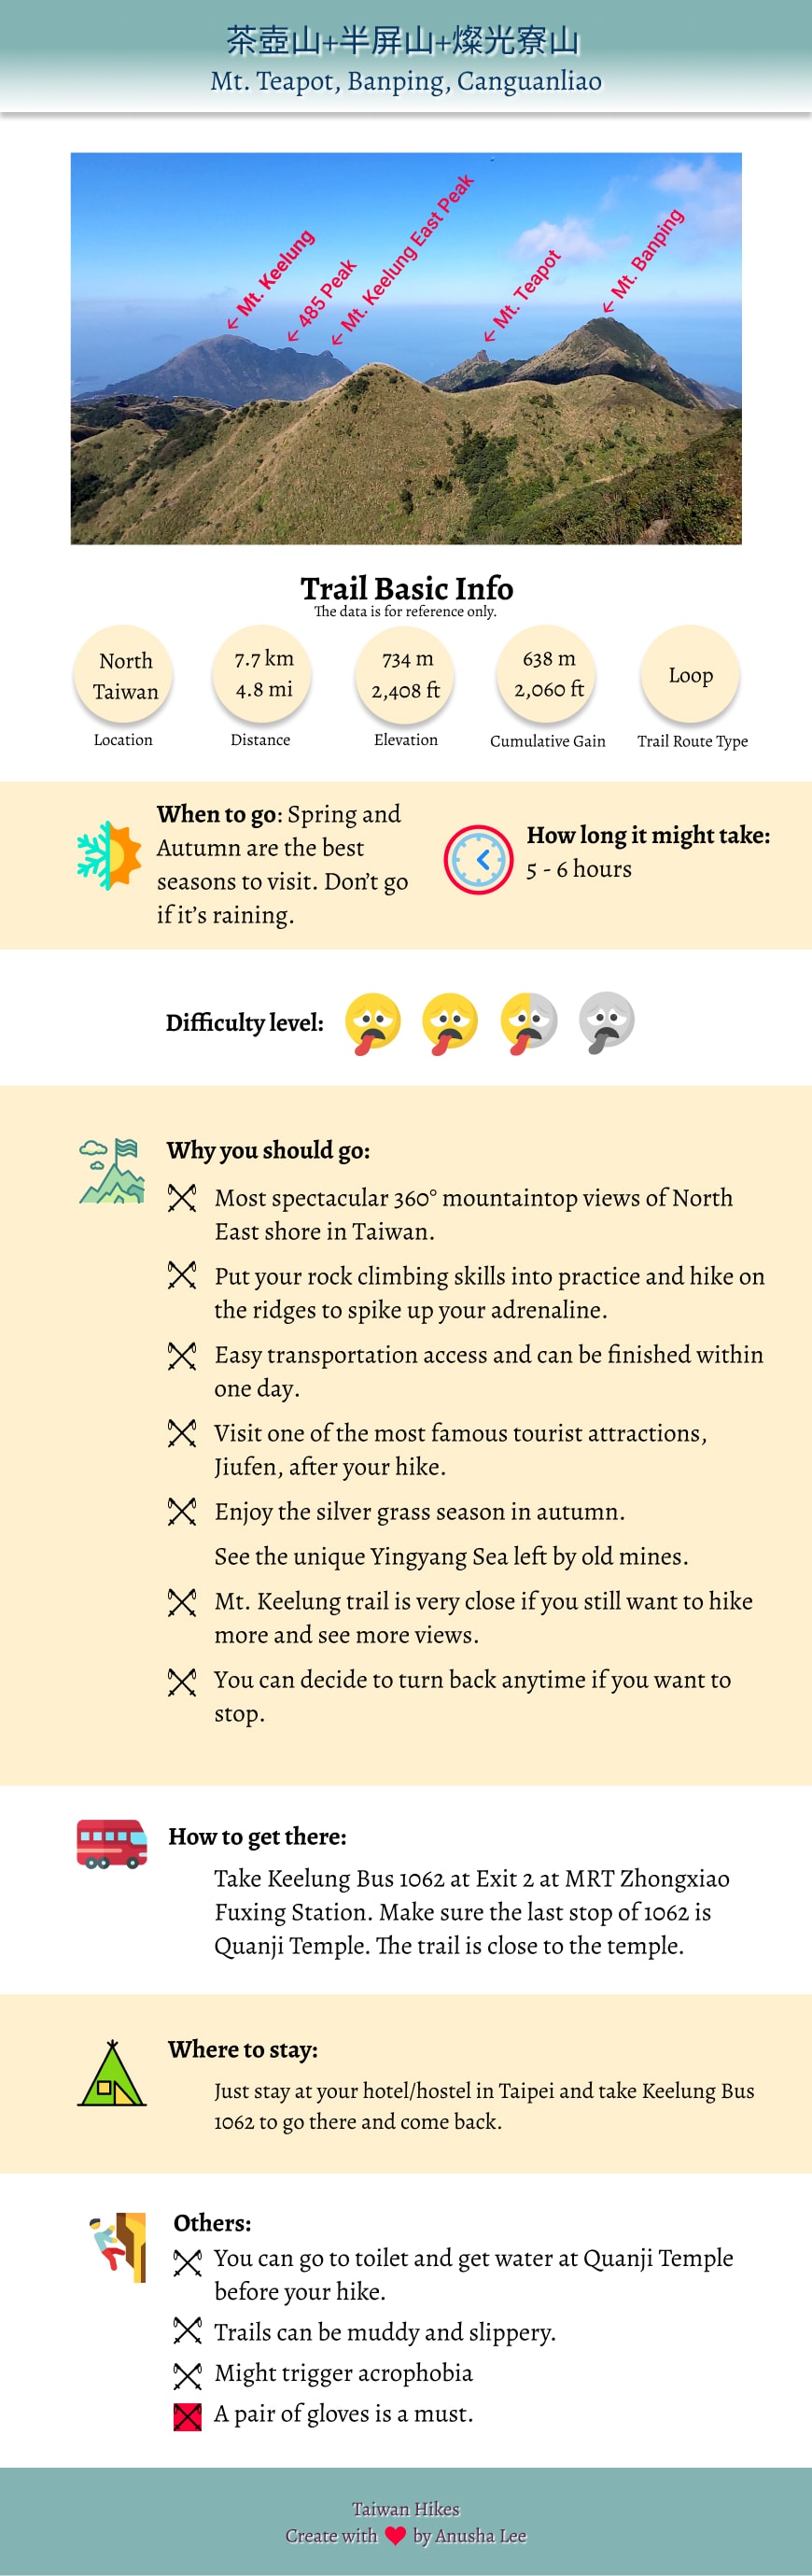 茶壺山+半屏山+燦光寮山
Mt. Teapot, Banping, Canguanliao
← Mt. Keelung
← 485 Peak
← Mt. Keelung East Peak
← Mt. Teapot
← Mt. Banping
Trail Basic Info
The data is for reference only.
North
Taiwan
Location
7.7 km
4.8 mi
Distance
734 m
2,408 ft
Elevation
638 m
2,060 ft
Cumulative Gain
Loop
Trail Route Type
When to go: Spring and
Autumn are the best
seasons to visit. Don't go
if it's raining.
How long it might take:
5 - 6 hours
Difficulty level:
Why you should go:
Most spectacular 360° mountaintop views of North
East shore in Taiwan.
Put your rock climbing skills into practice and hike on
the ridges to spike up your adrenaline.
Easy transportation access and can be finished within
one day.
Visit one of the most famous tourist attractions,
Jiufen, after your hike.
Enjoy the silver grass season in autumn.
See the unique Yingyang Sea left by old mines.
Mt. Keelung trail is very close if you still want to hike
more and see more views.
You can decide to turn back anytime if you want to
stop.
How to get there:
Take Keelung Bus 1062 at Exit 2 at MRT Zhongxiao
Fuxing Station. Make sure the last stop of 1062 is
Quanji Temple. The trail is close to the temple.
Where to stay:
Just stay at your hotel/hostel in Taipei and take Keelung Bus
1062 to go there and come back.
Others:
You can go to toilet and get water at Quanji Temple
before your hike.
Trails can be muddy and slippery.
Might trigger acrophobia
A pair of gloves is a must.
Taiwan Hikes
Create with ❤ by Anusha Lee